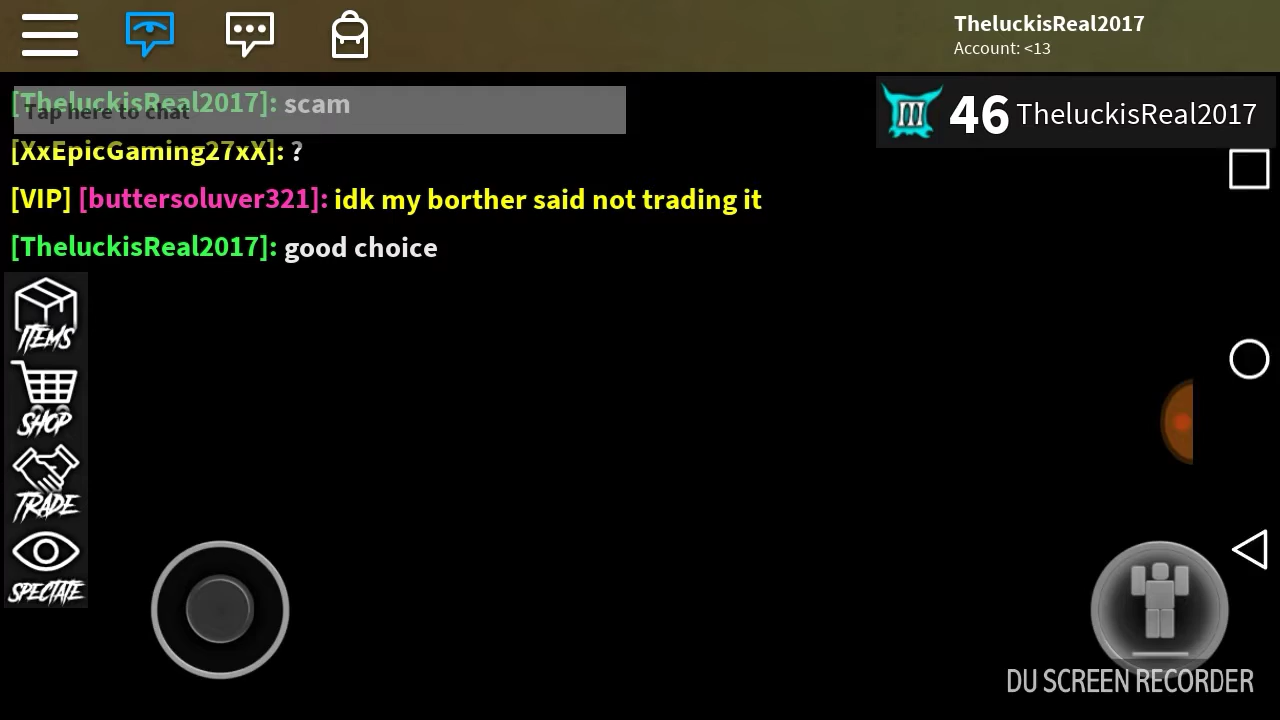 TheluckisReal2017
Account: <13
[TheluckisReal2017]: scam
Tap here to chat
[XxEpicGaming27xX]: ?
[VIP] [buttersoluver321]: idk my borther said not trading it
[TheluckisReal2017]: good choice
46 TheluckisReal2017
ITEMS
SHOP
TRADE
SPECTATE
DU SCREEN RECORDER